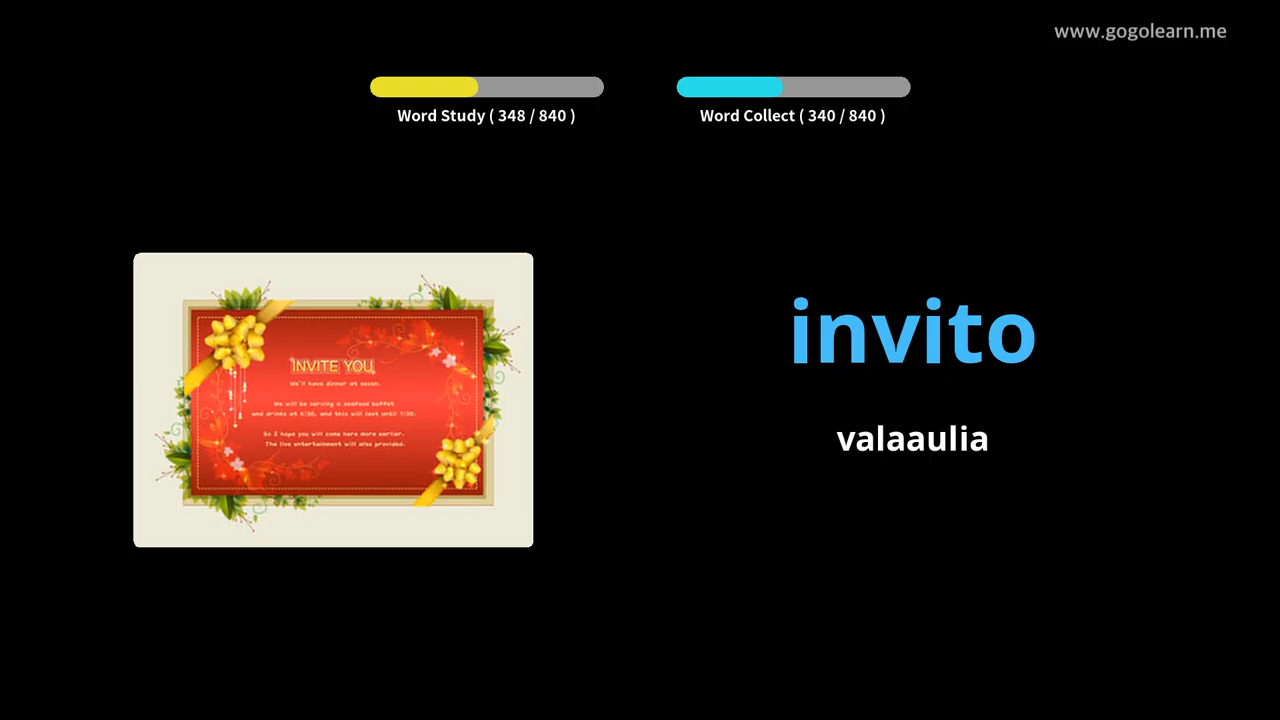 www.gogolearn.me
Word Study ( 348 / 840 )
Word Collect ( 340 / 840 )
INVITE YOU
We'll have dinner at seven.
We will be serving is seafood buffet
and drinks at 6:30, and this will last until 7:30.
So I hope you will come here more earlier.
The live entertainment will also provided.
invito
valaaulia